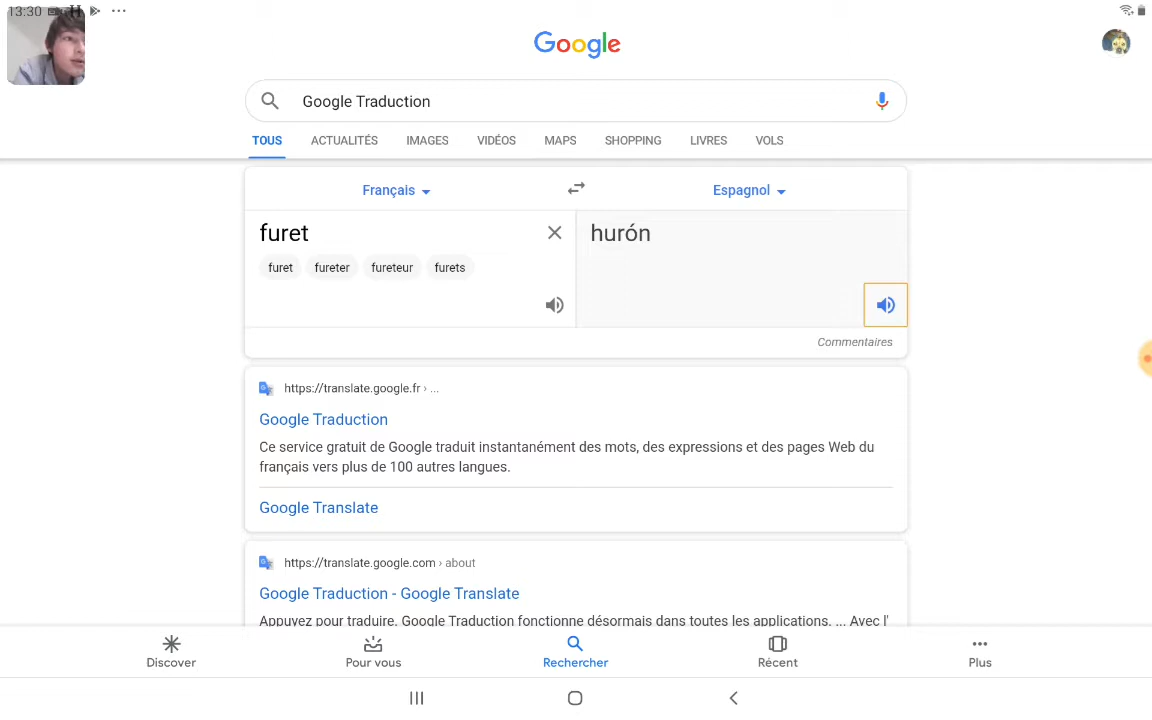 13:30
Google
Google Traduction
TOUS ACTUALITÉS IMAGES VIDÉOS MAPS SHOPPING LIVRES VOLS
Français Espagnol
furet hurón
furet fureter fureteur furets
Commentaires
https://translate.google.fr › ...
Google Traduction
Ce service gratuit de Google traduit instantanément des mots, des expressions et des pages Web du
français vers plus de 100 autres langues.
Google Translate
https://translate.google.com › about
Google Traduction - Google Translate
Appuyez pour traduire. Google Traduction fonctionne désormais dans toutes les applications. ... Avec l'
Discover Pour vous Rechercher Récent Plus